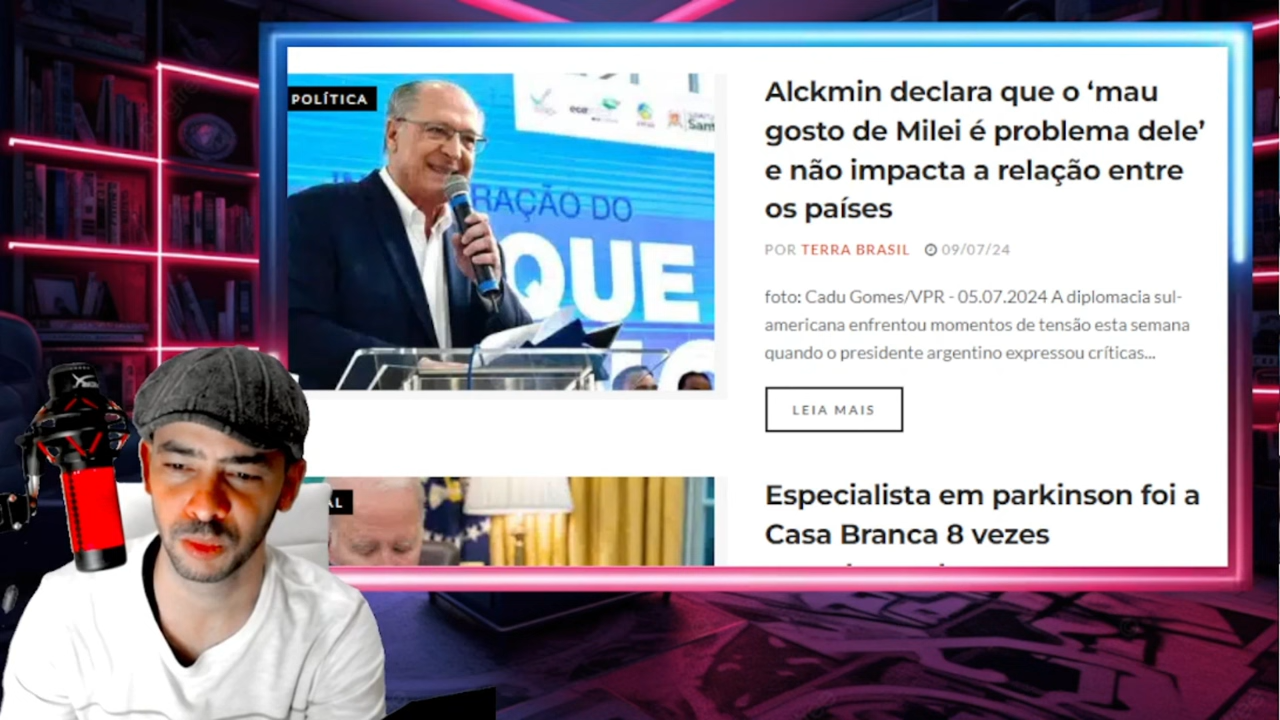 POLÍTICA
RAÇÃO DO
QUE
Alckmin declara que o ‘mau
gosto de Milei é problema dele’
e não impacta a relação entre
os países
POR TERRA BRASIL 09/07/24
foto: Cadu Gomes/VPR - 05.07.2024 A diplomacia sul-
americana enfrentou momentos de tensão esta semana
quando o presidente argentino expressou críticas...
LEIA MAIS
AL
Especialista em parkinson foi a
Casa Branca 8 vezes